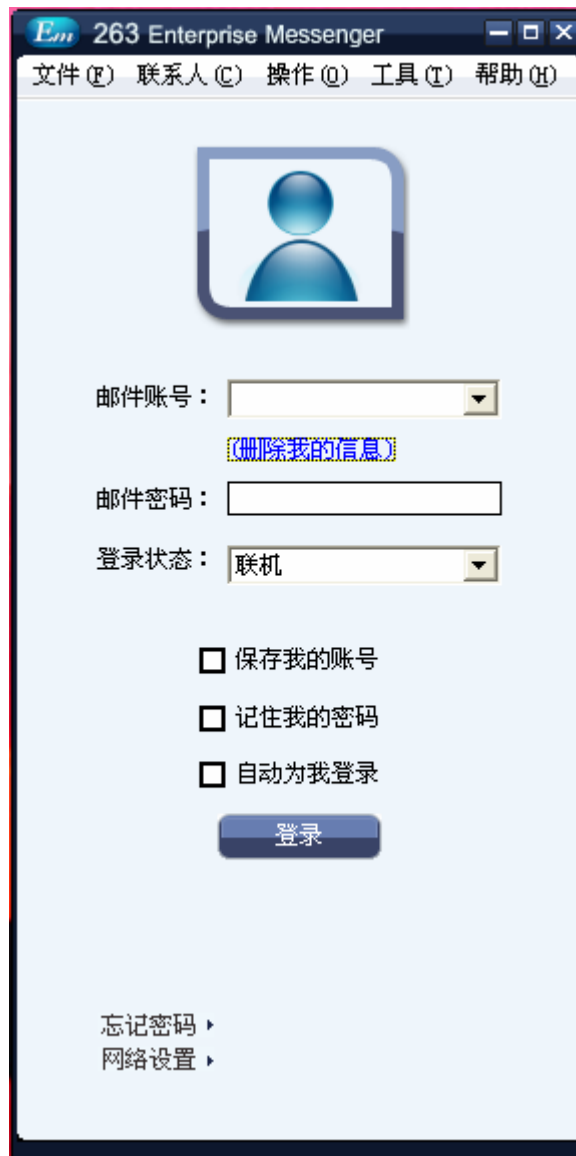 Em 263 Enterprise Messenger
文件(F) 联系人(C) 操作(O) 工具(T) 帮助(H)
邮件账号：
(删除我的信息)
邮件密码：
登录状态： 联机
保存我的账号
记住我的密码
自动为我登录
登录
忘记密码
网络设置